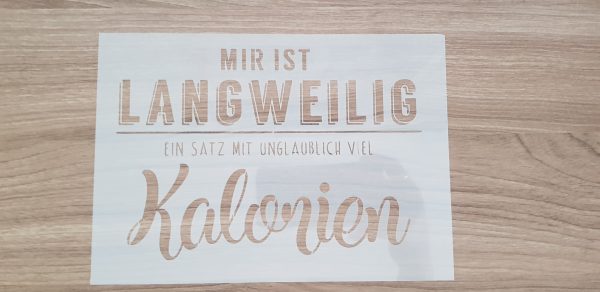 MIR IST
LANGWEILIG
EIN SATZ MIT UNGLAUBLICH VIEL
Kalorien